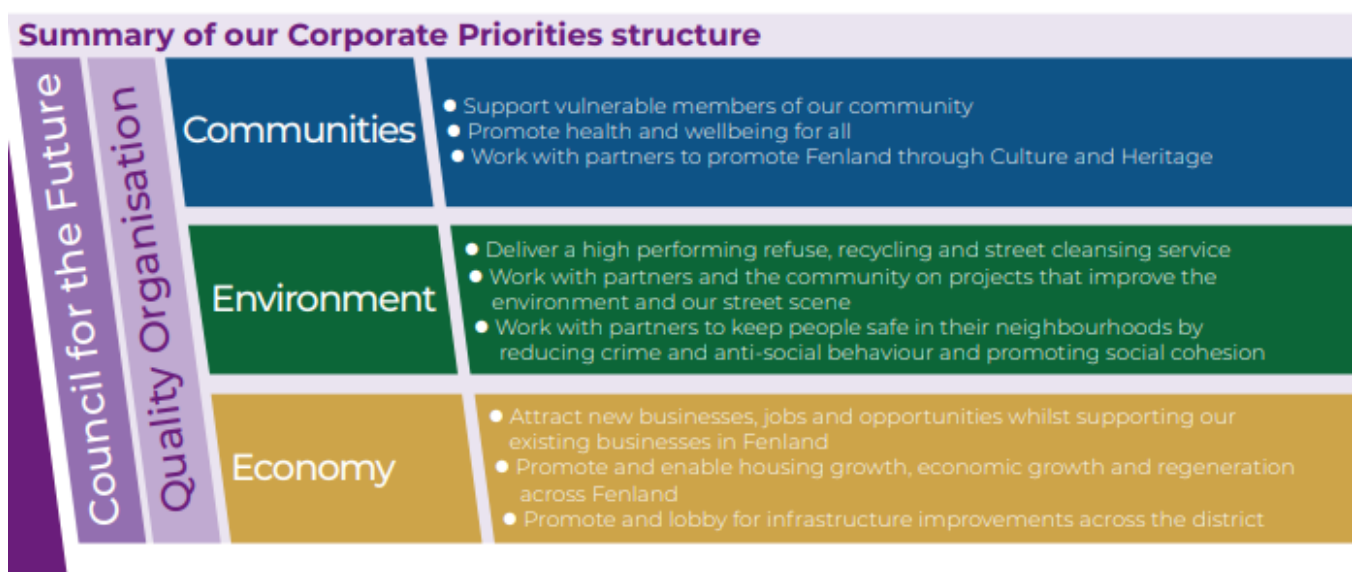 Summary of our Corporate Priorities structure
Council for the Future
Quality Organisation
Communities
● Support vulnerable members of our community
● Promote health and wellbeing for all
● Work with partners to promote Fenland through Culture and Heritage
Environment
● Deliver a high performing refuse, recycling and street cleansing service
● Work with partners and the community on projects that improve the
environment and our street scene
● Work with partners to keep people safe in their neighbourhoods by
reducing crime and anti-social behaviour and promoting social cohesion
Economy
● Attract new businesses, jobs and opportunities whilst supporting our
existing businesses in Fenland
● Promote and enable housing growth, economic growth and regeneration
across Fenland
● Promote and lobby for infrastructure improvements across the district